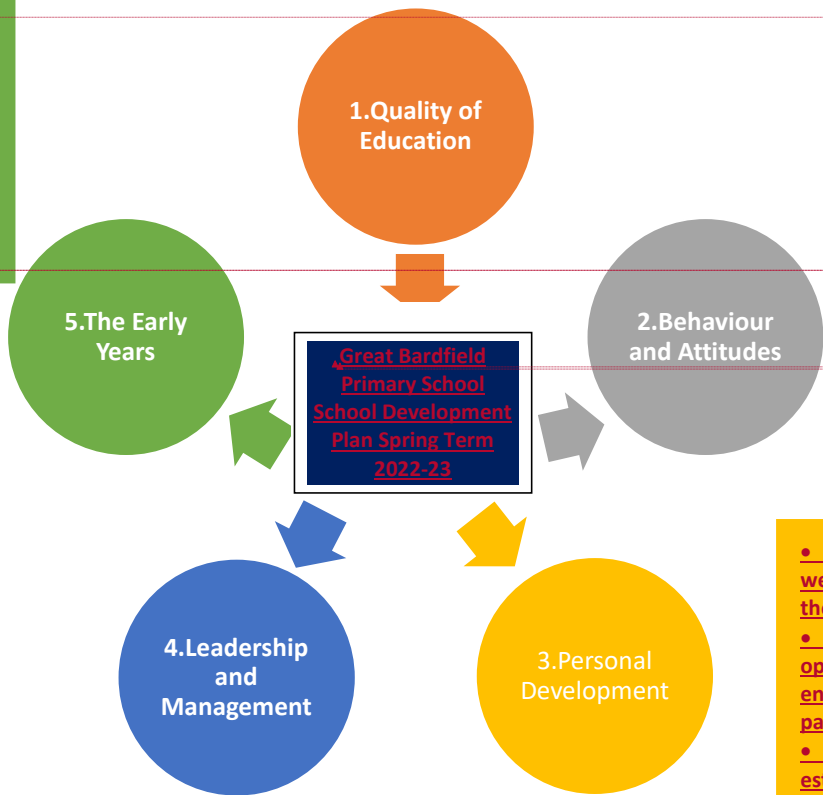 1.Quality of
Education
5.The Early
Years
2.Behaviour
and Attitudes
Great Bardfield
Primary School
School Development
Plan Spring Term
2022-23
4.Leadership
and
Management
3.Personal
Development
•
•
•